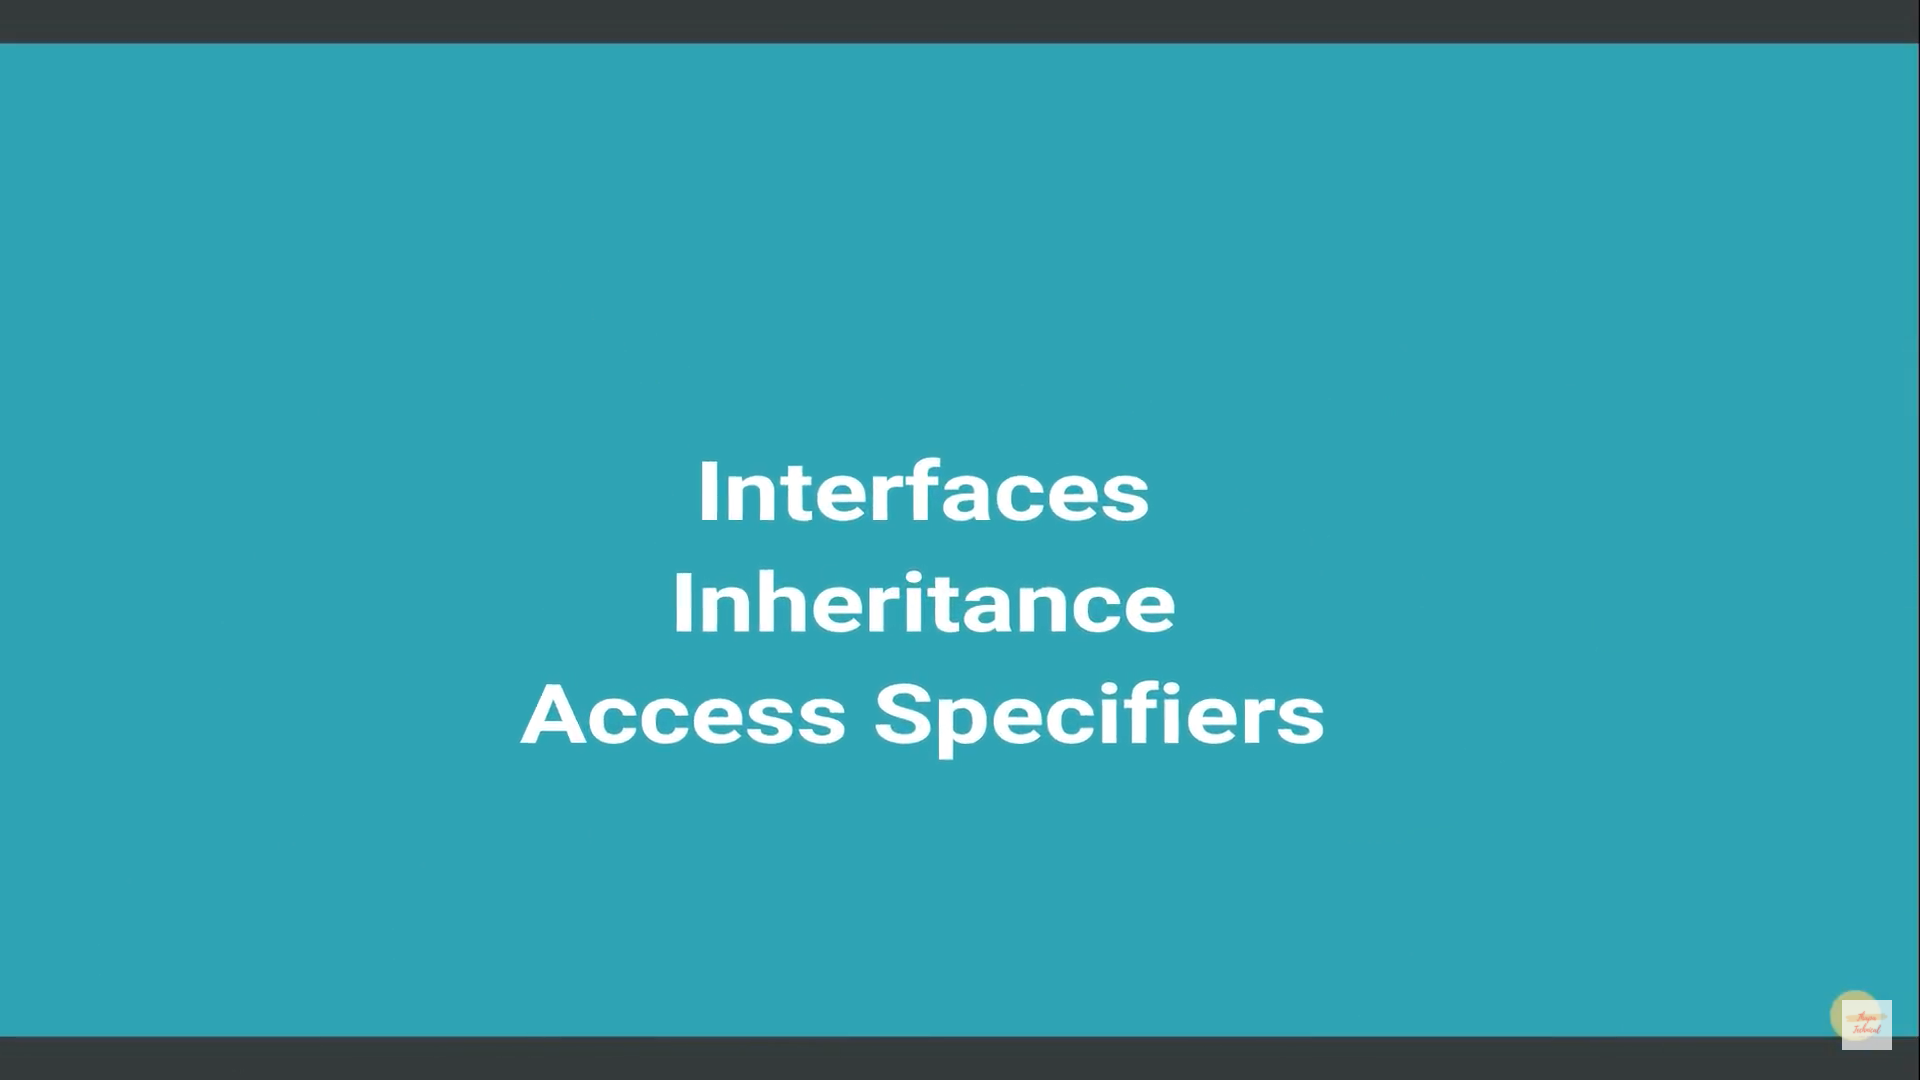 Interfaces
Inheritance
Access Specifiers